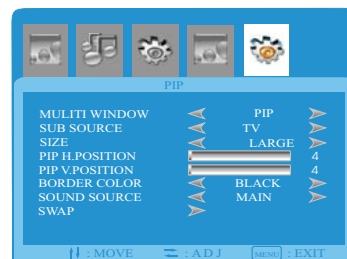 PIP
MULITI WINDOW PIP
SUB SOURCE TV
SIZE LARGE
PIP H.POSITION 4
PIP V.POSITION 4
BORDER COLOR BLACK
SOUND SOURCE MAIN
SWAP
: MOVE : A D J MENU : EXIT